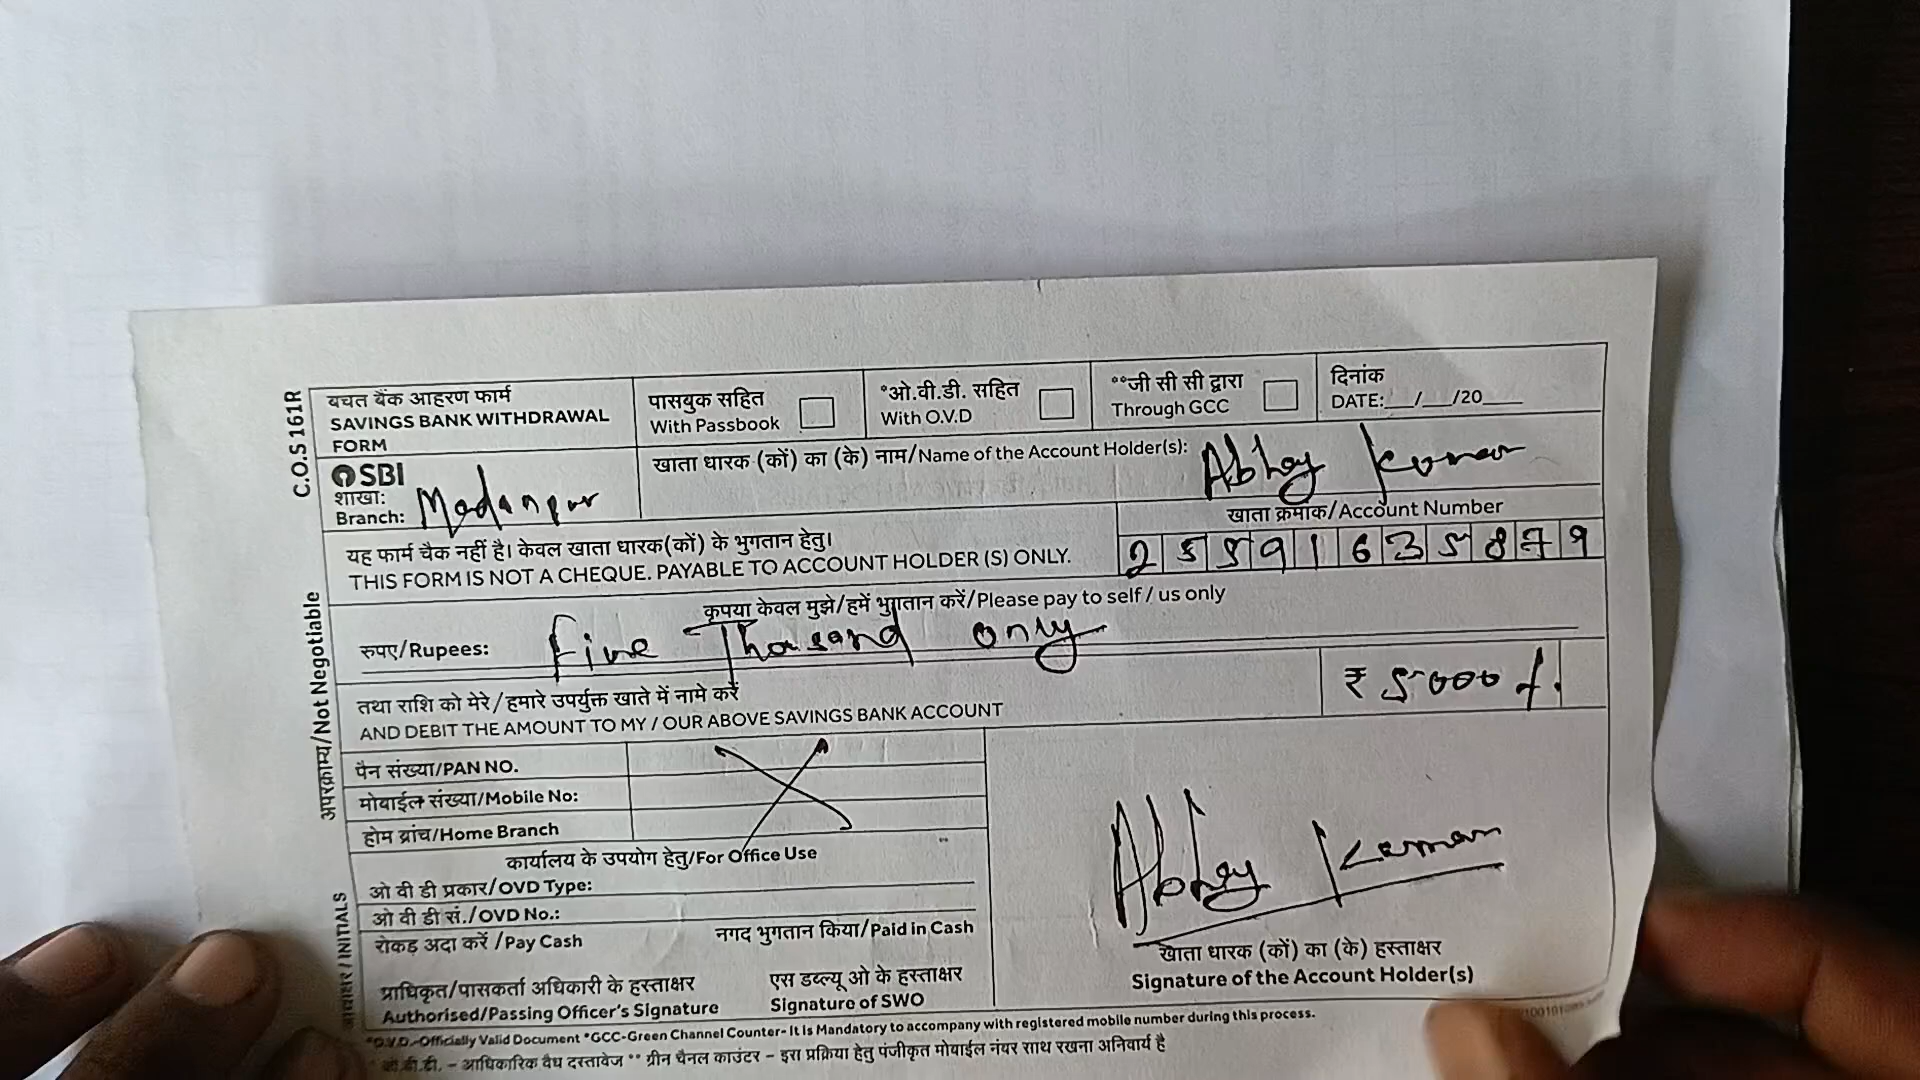 C.O.S 161R
बचत बैंक आहरण फार्म
SAVINGS BANK WITHDRAWAL
FORM
पासबुक सहित
With Passbook
*ओ.वी.डी. सहित
With O.V.D
**जी सी सी द्वारा
Through GCC
दिनांक
DATE:__/__/20____
SBI
शाखा:
Branch: Madanpur
खाता धारक (कों) का (के) नाम/Name of the Account Holder(s): Abhay Kumar
खाता क्रमांक/Account Number
यह फार्म चैक नहीं है। केवल खाता धारक(कों) के भुगतान हेतु।
THIS FORM IS NOT A CHEQUE. PAYABLE TO ACCOUNT HOLDER (S) ONLY.
2 5 5 9 1 6 3 5 8 7 9
अपरक्राम्य/Not Negotiable
कृपया केवल मुझे/हमें भुगतान करें/Please pay to self / us only
रुपए/Rupees: Five Thousand only
तथा राशि को मेरे/हमारे उपर्युक्त खाते में नामे करें
AND DEBIT THE AMOUNT TO MY / OUR ABOVE SAVINGS BANK ACCOUNT
₹ 5000/.
पैन संख्या/PAN NO.
मोबाईल संख्या/Mobile No:
होम ब्रांच/Home Branch
कार्यालय के उपयोग हेतु/For Office Use
ओ वी डी प्रकार/OVD Type:
ओ वी डी सं./OVD No.:
रोकड़ अदा करें /Pay Cash
नगद भुगतान किया/Paid in Cash
Abhay Kumar
खाता धारक (कों) का (के) हस्ताक्षर
Signature of the Account Holder(s)
प्राधिकृत/पासकर्ता अधिकारी के हस्ताक्षर
Authorised/Passing Officer's Signature
एस डब्ल्यू ओ के हस्ताक्षर
Signature of SWO
आद्याक्षर / INITIALS
*O.V.D.-Officially Valid Document *GCC-Green Channel Counter- It is Mandatory to accompany with registered mobile number during this process.
ओ.वी.डी. – आधिकारिक वैध दस्तावेज ** ग्रीन चैनल काउंटर – इस प्रक्रिया हेतु पंजीकृत मोबाईल नंबर साथ रखना अनिवार्य है